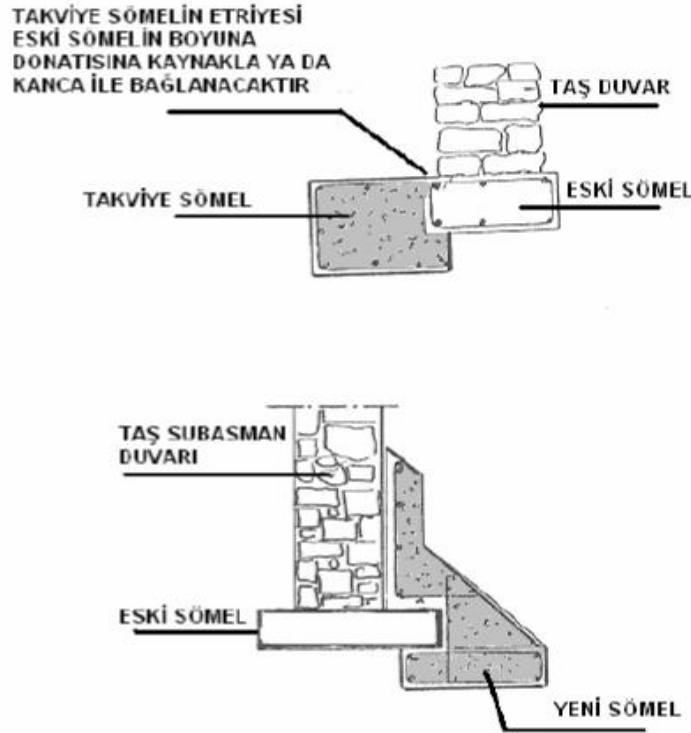 TAKVİYE SÖMELİN ETRİYESİ
ESKİ SÖMELİN BOYUNA
DONATISINA KAYNAKLA YA DA
KANCA İLE BAĞLANACAKTIR
TAŞ DUVAR
TAKVİYE SÖMEL
ESKİ SÖMEL
TAŞ SUBASMAN
DUVARI
ESKİ SÖMEL
YENİ SÖMEL